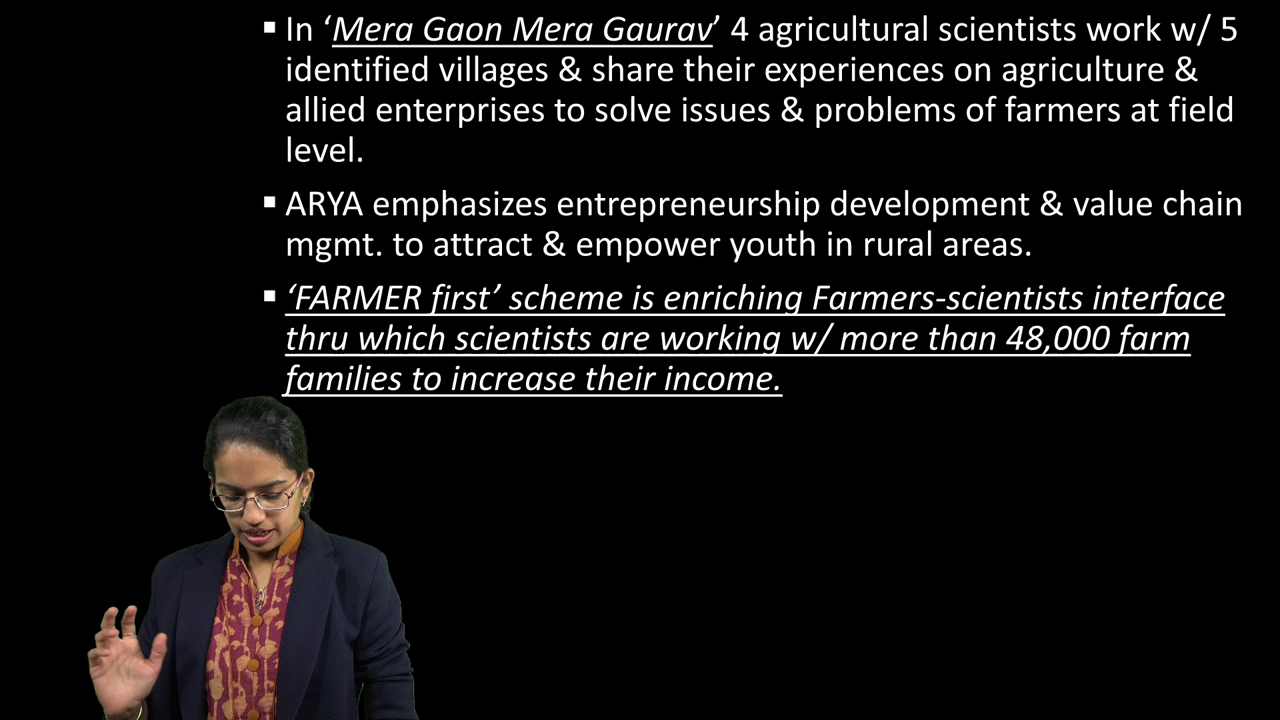 ▪ In ‘Mera Gaon Mera Gaurav’ 4 agricultural scientists work w/ 5
identified villages & share their experiences on agriculture &
allied enterprises to solve issues & problems of farmers at field
level.
▪ ARYA emphasizes entrepreneurship development & value chain
mgmt. to attract & empower youth in rural areas.
▪ ‘FARMER first’ scheme is enriching Farmers-scientists interface
thru which scientists are working w/ more than 48,000 farm
families to increase their income.